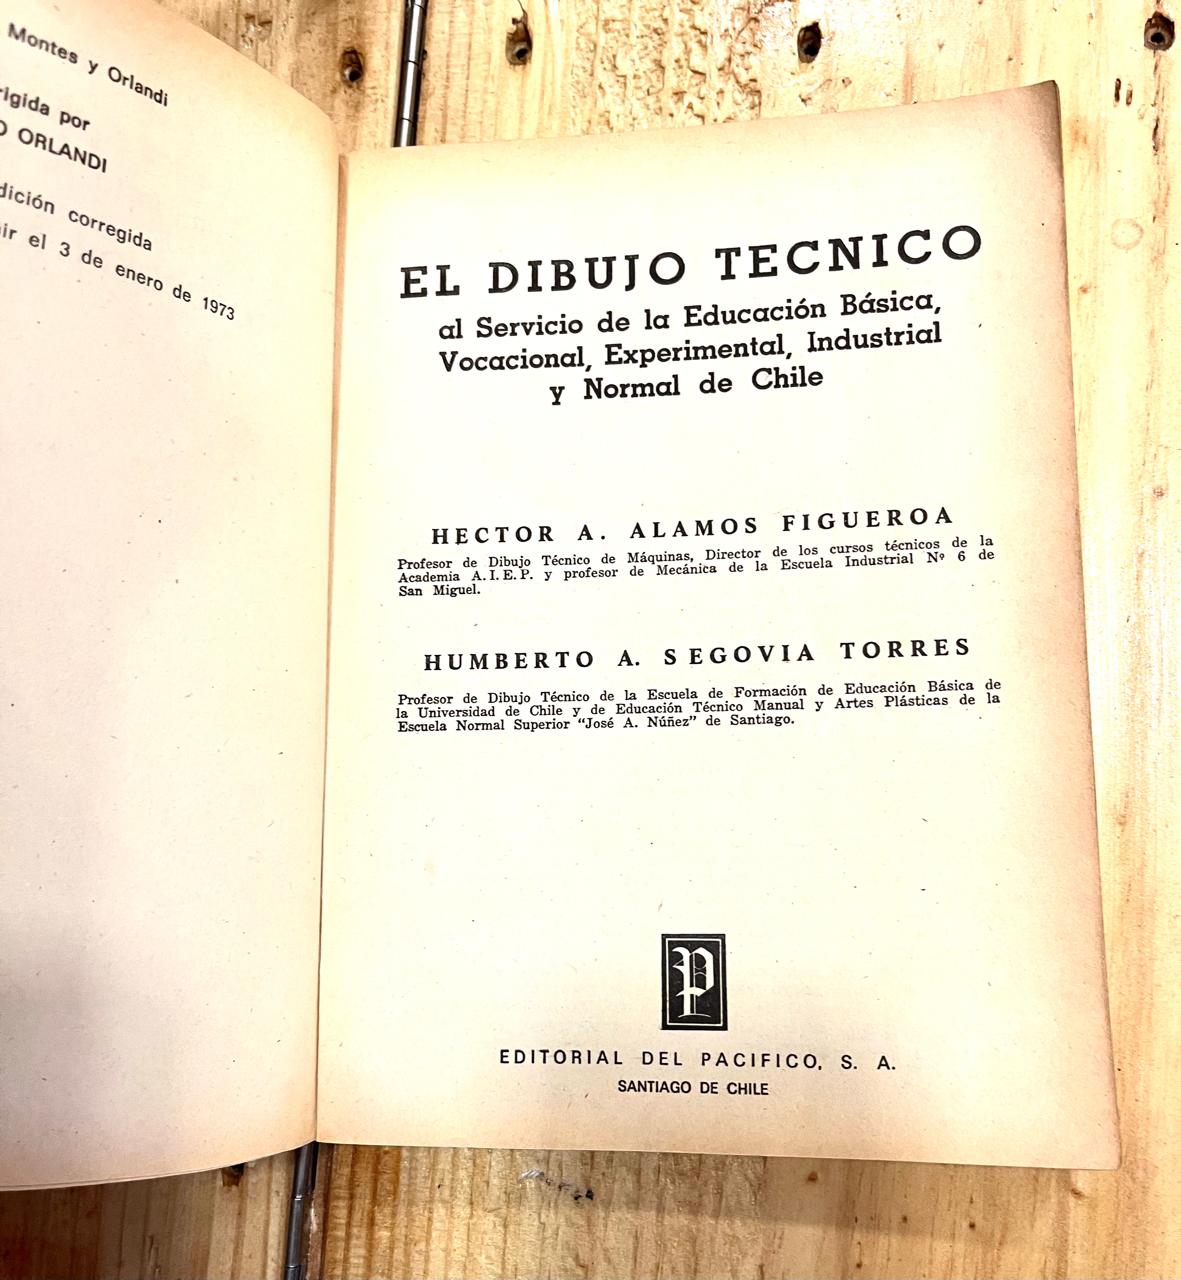 Montes y Orlandi
rigida por
O ORLANDI
dición corregida
ir el 3 de enero de 1973
EL DIBUJO TECNICO
al Servicio de la Educación Básica,
Vocacional, Experimental, Industrial
y Normal de Chile
HECTOR A. ALAMOS FIGUEROA
Profesor de Dibujo Técnico de Máquinas, Director de los cursos técnicos de la
Academia A.I.E.P. y profesor de Mecánica de la Escuela Industrial Nº 6 de
San Miguel.
HUMBERTO A. SEGOVIA TORRES
Profesor de Dibujo Técnico de la Escuela de Formación de Educación Básica de
la Universidad de Chile y de Educación Técnico Manual y Artes Plásticas de la
Escuela Normal Superior “José A. Núñez” de Santiago.
P
EDITORIAL DEL PACIFICO, S. A.
SANTIAGO DE CHILE